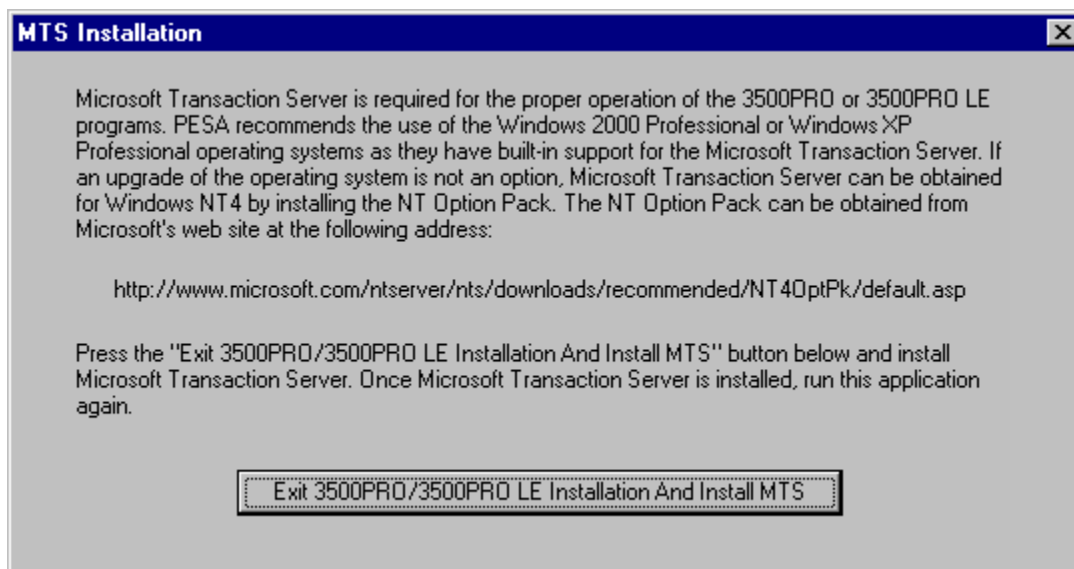 MTS Installation
Microsoft Transaction Server is required for the proper operation of the 3500PRO or 3500PRO LE
programs. PESA recommends the use of the Windows 2000 Professional or Windows XP
Professional operating systems as they have built-in support for the Microsoft Transaction Server. If
an upgrade of the operating system is not an option, Microsoft Transaction Server can be obtained
for Windows NT4 by installing the NT Option Pack. The NT Option Pack can be obtained from
Microsoft's web site at the following address:
http://www.microsoft.com/ntserver/nts/downloads/recommended/NT4OptPk/default.asp
Press the "Exit 3500PRO/3500PRO LE Installation And Install MTS" button below and install
Microsoft Transaction Server. Once Microsoft Transaction Server is installed, run this application
again.
Exit 3500PRO/3500PRO LE Installation And Install MTS